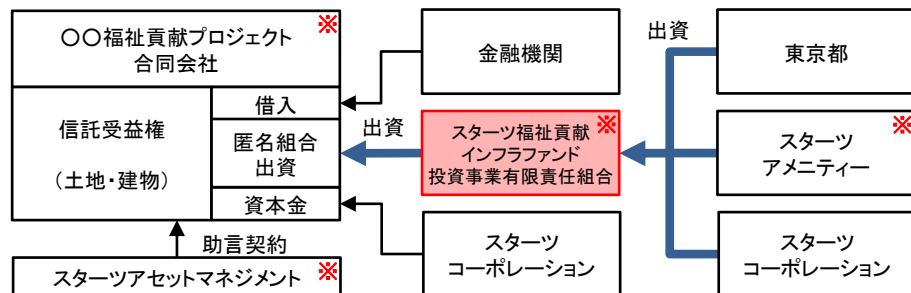 〇〇福祉貢献プロジェクト ※
合同会社
信託受益権
（土地・建物）
借入
匿名組合
出資
資本金
助言契約
スターツアセットマネジメント ※
金融機関
出資
スターツ福祉貢献 ※
インフラファンド
投資事業有限責任組合
スターツ
コーポレーション
出資
東京都
スターツ ※
アメニティー
スターツ
コーポレーション